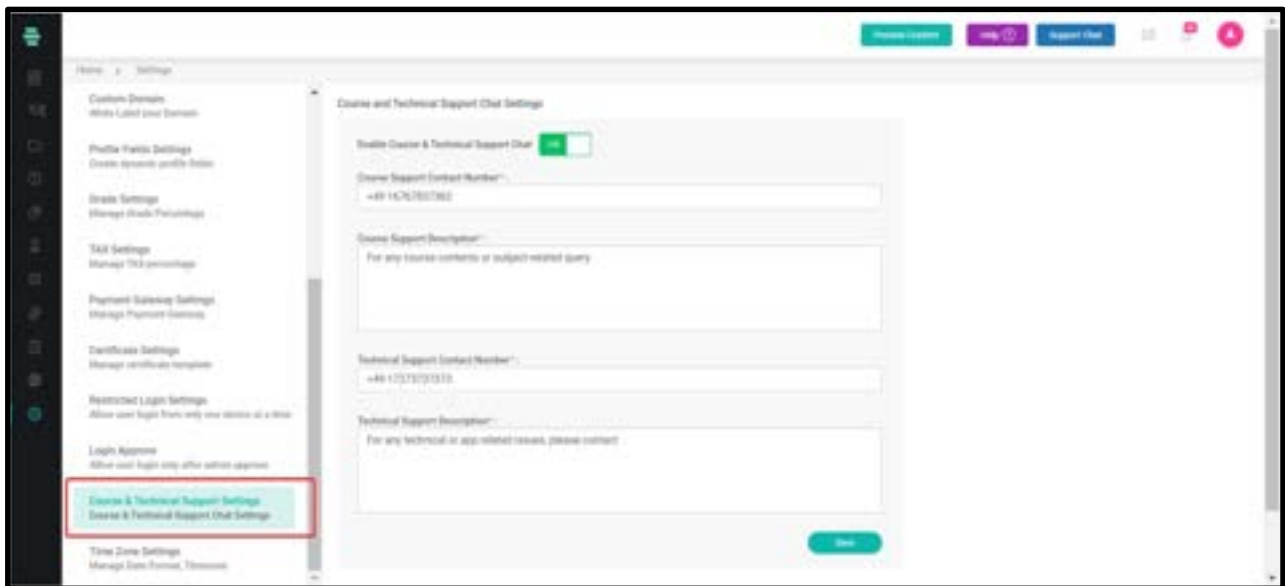 Preview Content
Help
Support Chat
Home > Settings
Custom Domain
White Label your Domain
Profile Fields Settings
Create dynamic profile fields
Grade Settings
Manage Grade Percentage
TAX Settings
Manage TAX percentage
Payment Gateway Settings
Manage Payment Gateway
Certificate Settings
Manage certificate template
Restricted Login Settings
Allow user login from only one device at a time
Login Approve
Allow user login only after admin approve
Course & Technical Support Settings
Course & Technical Support Chat Settings
Time Zone Settings
Manage Date Format, Timezone
Course and Technical Support Chat Settings
Enable Course & Technical Support Chat
Course Support Contact Number* :
Course Support Description* :
For any course contents or subject related query
Technical Support Contact Number* :
Technical Support Description* :
For any technical or app related issues, please contact
Save